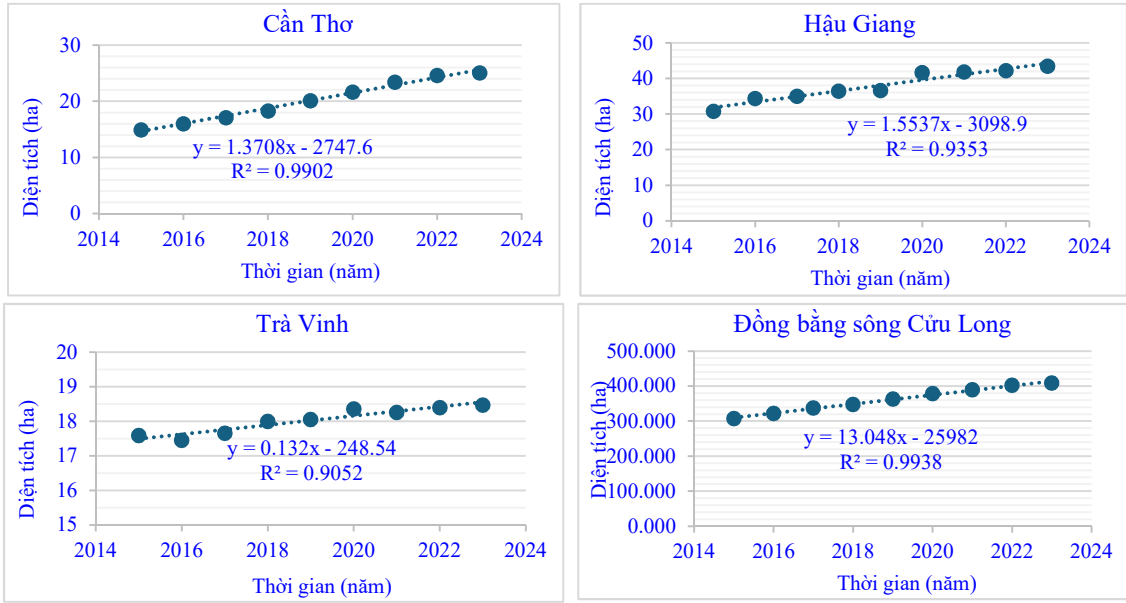 Cần Thơ
30
20
10
0
2014 2016 2018 2020 2022 2024
Diện tích (ha)
Thời gian (năm)
y = 1.3708x - 2747.6
R² = 0.9902
Hậu Giang
50
40
30
20
10
0
2014 2016 2018 2020 2022 2024
Diện tích (ha)
Thời gian (năm)
y = 1.5537x - 3098.9
R² = 0.9353
Trà Vinh
20
19
18
17
16
15
2014 2016 2018 2020 2022 2024
Diện tích (ha)
Thời gian (năm)
y = 0.132x - 248.54
R² = 0.9052
Đồng bằng sông Cửu Long
500.000
400.000
300.000
200.000
100.000
0.000
2014 2016 2018 2020 2022 2024
Diện tích (ha)
Thời gian (năm)
y = 13.048x - 25982
R² = 0.9938